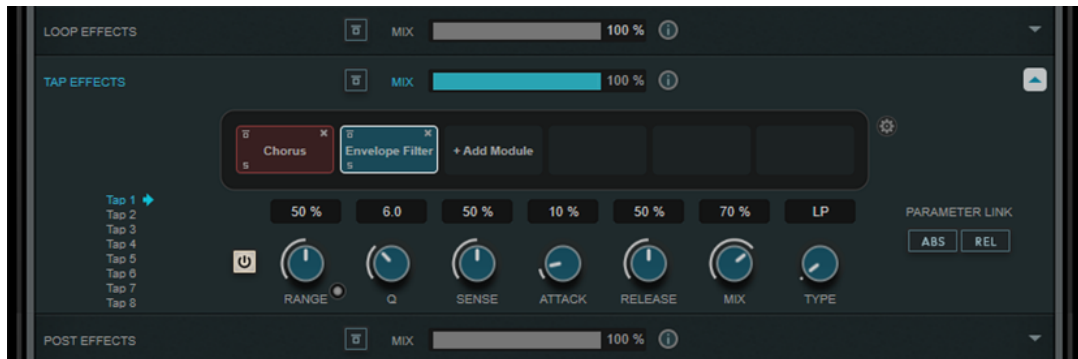 LOOP EFFECTS MIX 100 %
TAP EFFECTS MIX 100 %
Chorus S
Envelope Filter S
+ Add Module
Tap 1
Tap 2
Tap 3
Tap 4
Tap 5
Tap 6
Tap 7
Tap 8
50 % 6.0 50 % 10 % 50 % 70 % LP
RANGE Q SENSE ATTACK RELEASE MIX TYPE
PARAMETER LINK
ABS REL
POST EFFECTS MIX 100 %